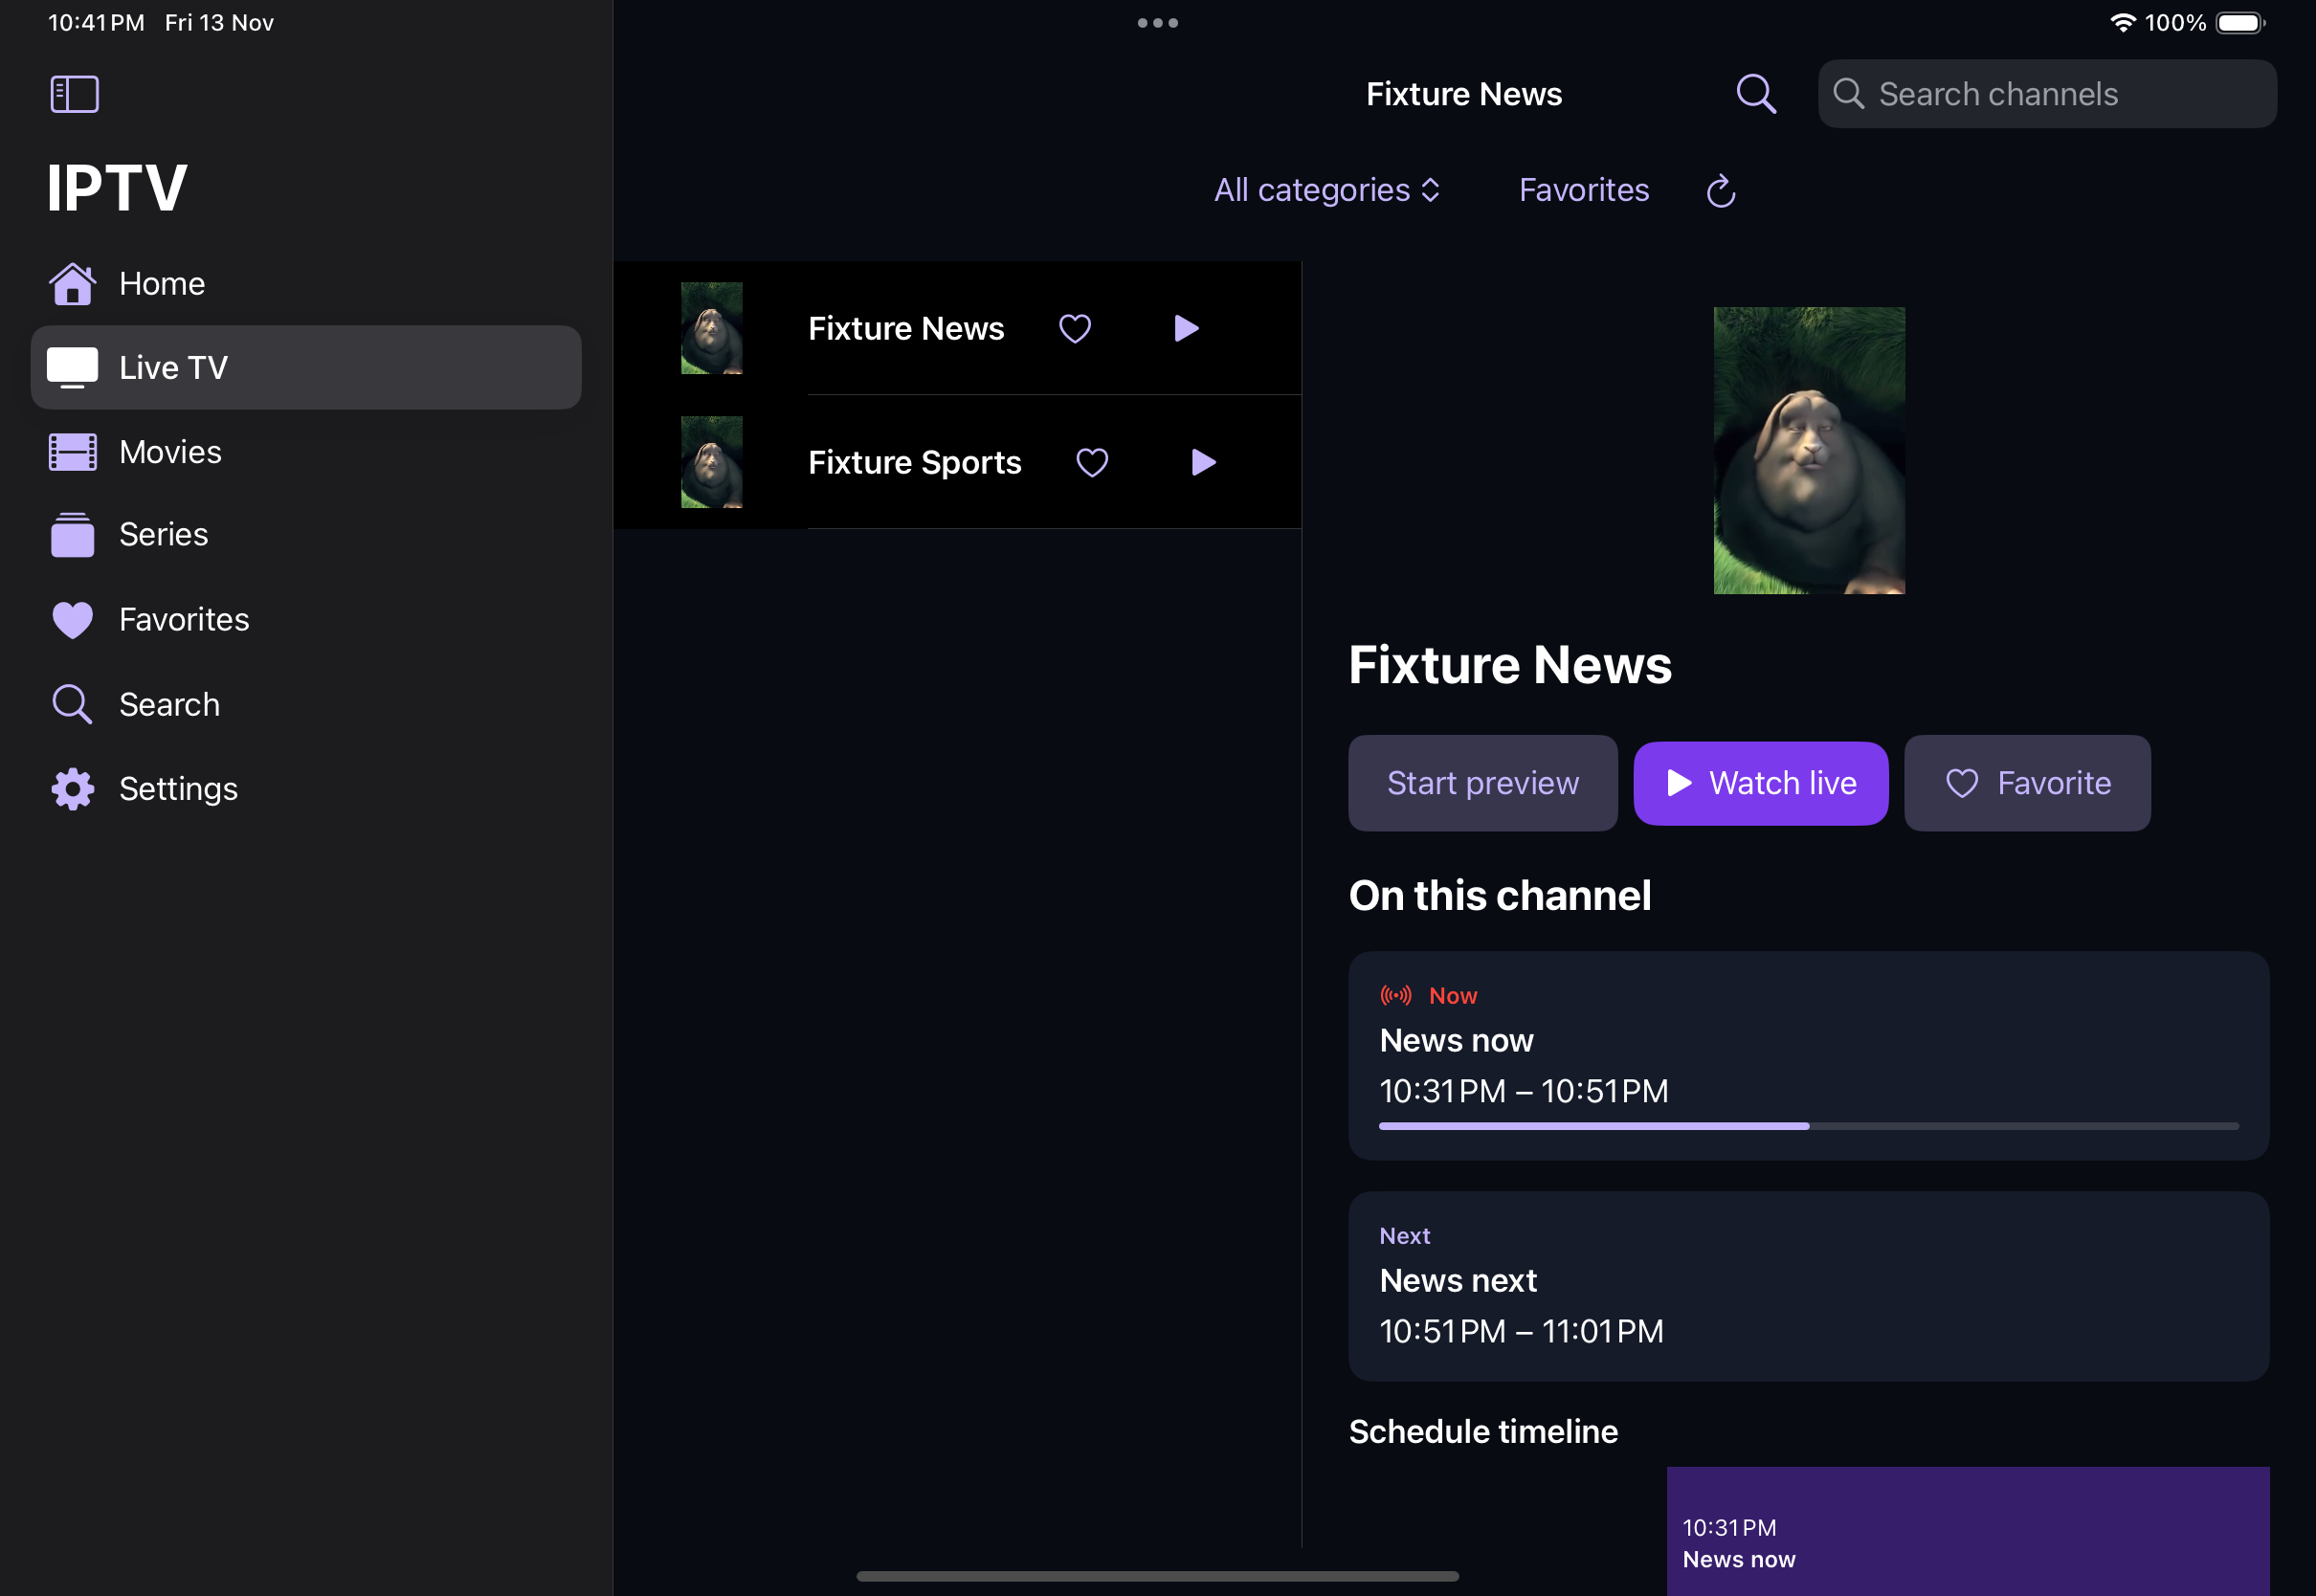 10:41 PM Fri 13 Nov
100%
Fixture News
Search channels
IPTV
All categories
Favorites
Home
Live TV
Movies
Series
Favorites
Search
Settings
Fixture News
Fixture Sports
Fixture News
Start preview
Watch live
Favorite
On this channel
Now
News now
10:31 PM – 10:51 PM
Next
News next
10:51 PM – 11:01 PM
Schedule timeline
10:31 PM
News now